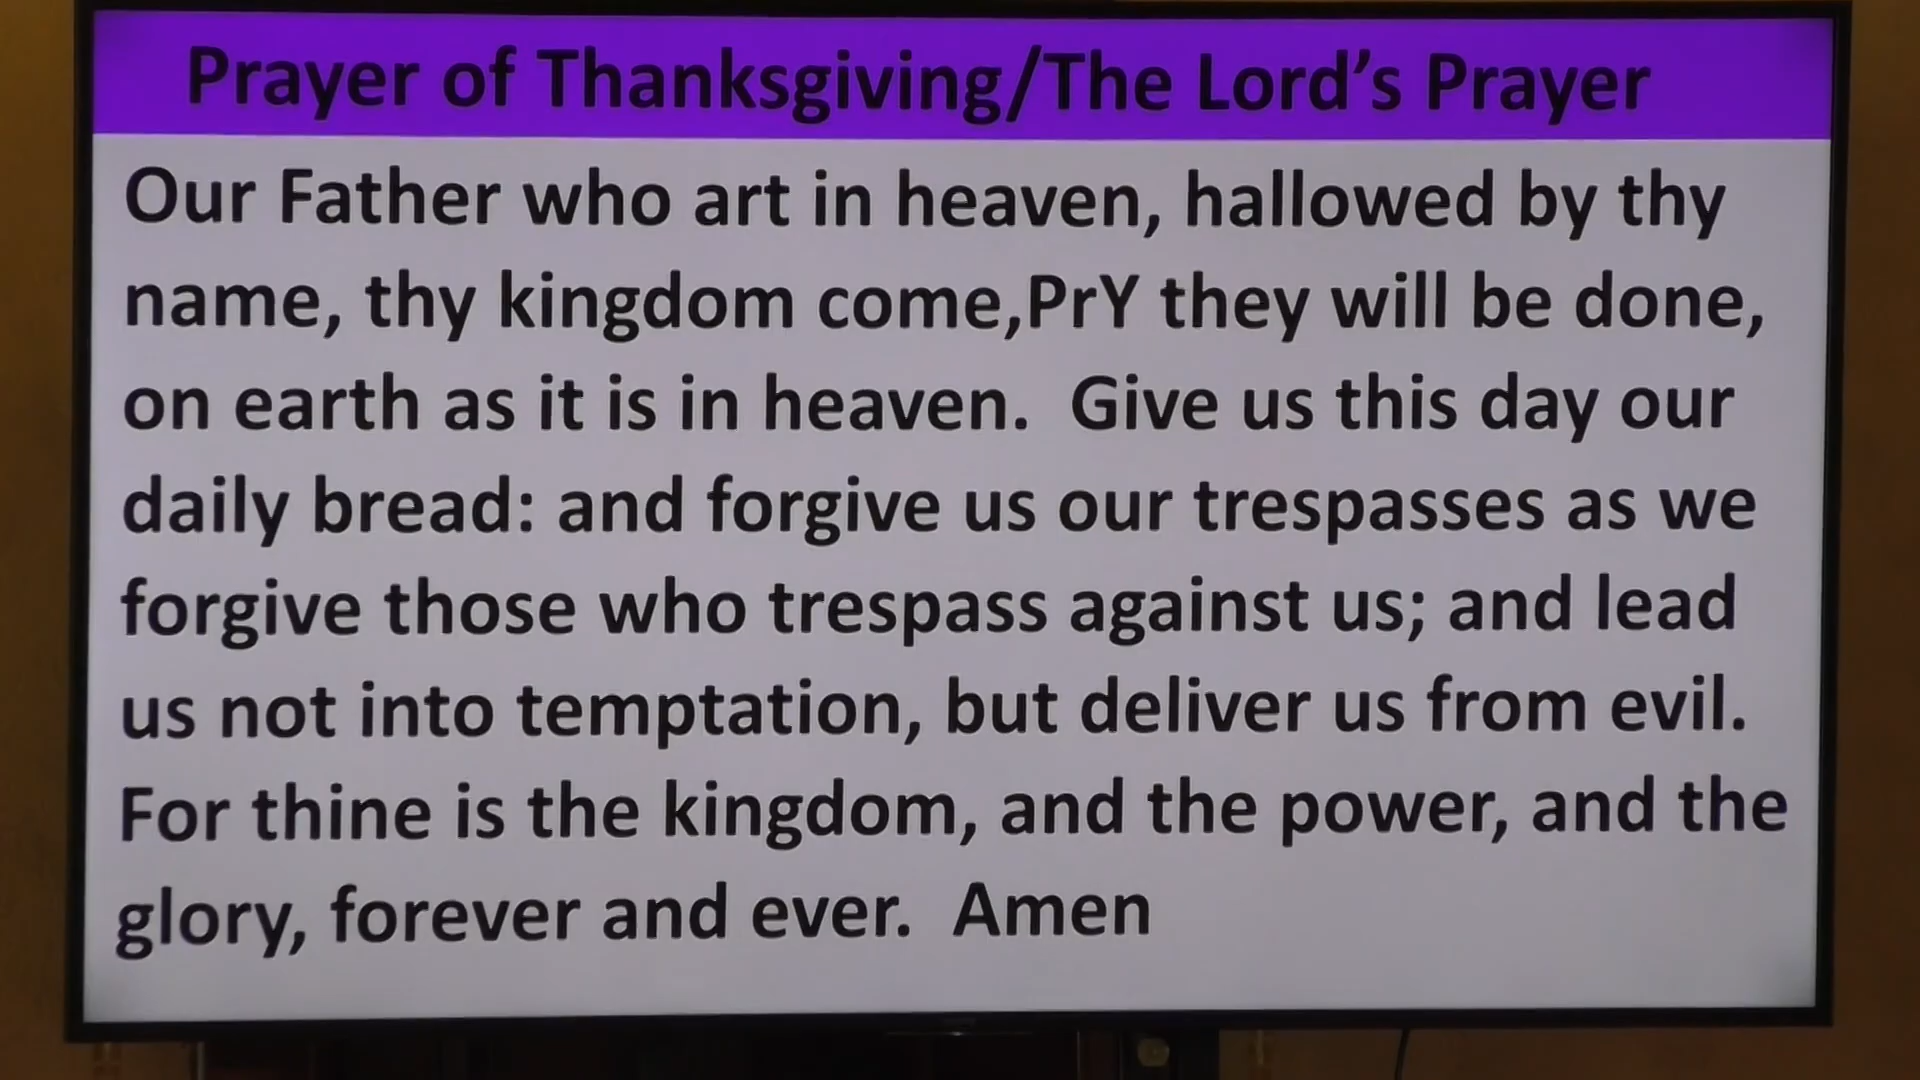 Prayer of Thanksgiving/The Lord’s Prayer
Our Father who art in heaven, hallowed by thy
name, thy kingdom come,PrY they will be done,
on earth as it is in heaven.  Give us this day our
daily bread: and forgive us our trespasses as we
forgive those who trespass against us; and lead
us not into temptation, but deliver us from evil.
For thine is the kingdom, and the power, and the
glory, forever and ever.  Amen